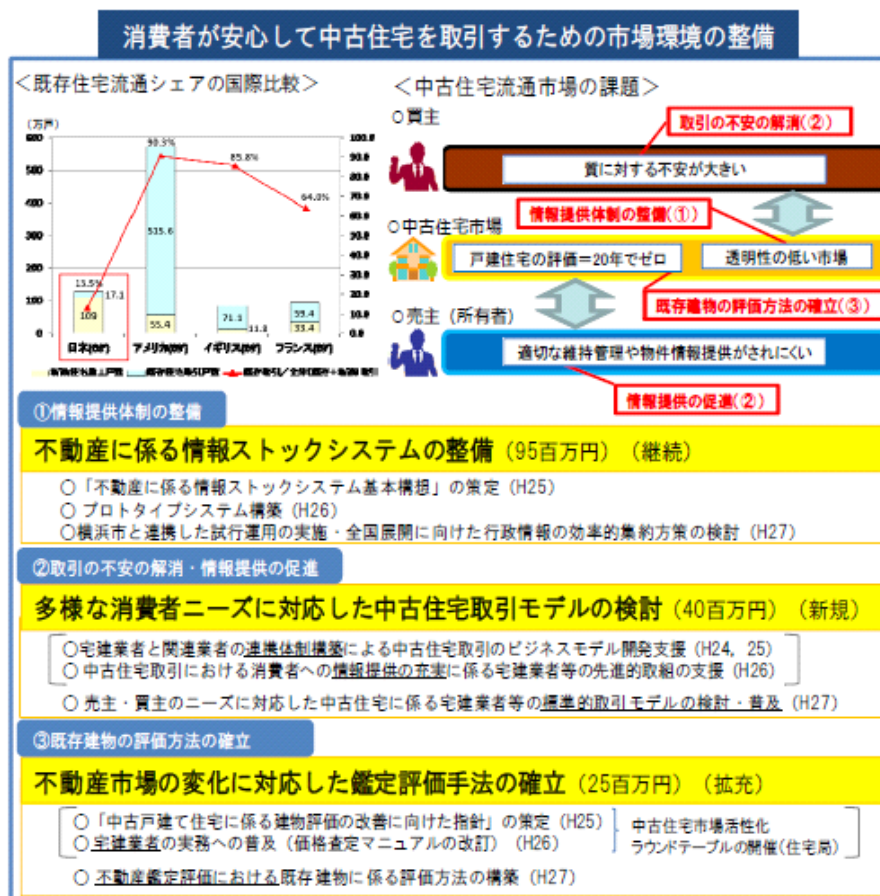 消費者が安心して中古住宅を取引するための市場環境の整備
＜既存住宅流通シェアの国際比較＞
(万戸)
600
500
400
300
200
100
0
100.0
90.0
80.0
70.0
60.0
50.0
40.0
30.0
20.0
10.0
0.0
90.3%
85.8%
64.0%
13.5%
17.1
109
515.6
55.4
11.8
59.4
33.4
＜中古住宅流通市場の課題＞
○買主
取引の不安の解消(②)
質に対する不安が大きい
情報提供体制の整備(①)
○中古住宅市場
戸建住宅の評価＝20年でゼロ
透明性の低い市場
既存建物の評価方法の確立(③)
○売主（所有者）
適切な維持管理や物件情報提供がされにくい
情報提供の促進(②)
①情報提供体制の整備
不動産に係る情報ストックシステムの整備（95百万円）（継続）
○「不動産に係る情報ストックシステム基本構想」の策定（H25）
○ プロトタイプシステム構築（H26）
○横浜市と連携した試行運用の実施・全国展開に向けた行政情報の効率的集約方策の検討（H27）
②取引の不安の解消・情報提供の促進
多様な消費者ニーズに対応した中古住宅取引モデルの検討（40百万円）（新規）
○宅建業者と関連業者の連携体制構築による中古住宅取引のビジネスモデル開発支援（H24, 25）
○ 中古住宅取引における消費者への情報提供の充実に係る宅建業者等の先進的取組の支援（H26）
○ 売主・買主のニーズに対応した中古住宅に係る宅建業者等の標準的取引モデルの検討・普及（H27）
③既存建物の評価方法の確立
不動産市場の変化に対応した鑑定評価手法の確立（25百万円）（拡充）
○「中古戸建て住宅に係る建物評価の改善に向けた指針」の策定（H25）
○ 宅建業者の実務への普及（価格査定マニュアルの改訂）（H26）
中古住宅市場活性化
ラウンドテーブルの開催（住宅局）
○ 不動産鑑定評価における既存建物に係る評価方法の構築（H27）